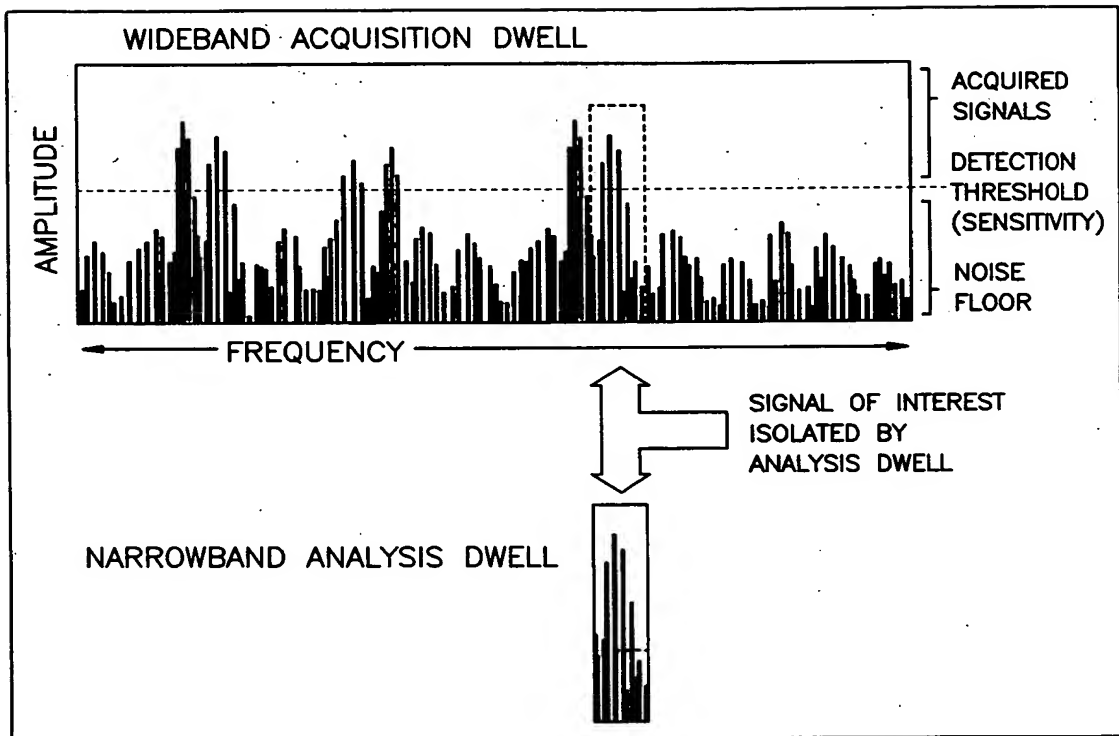 WIDEBAND ACQUISITION DWELL
AMPLITUDE
ACQUIRED
SIGNALS
DETECTION
THRESHOLD
(SENSITIVITY)
NOISE
FLOOR
FREQUENCY
SIGNAL OF INTEREST
ISOLATED BY
ANALYSIS DWELL
NARROWBAND ANALYSIS DWELL